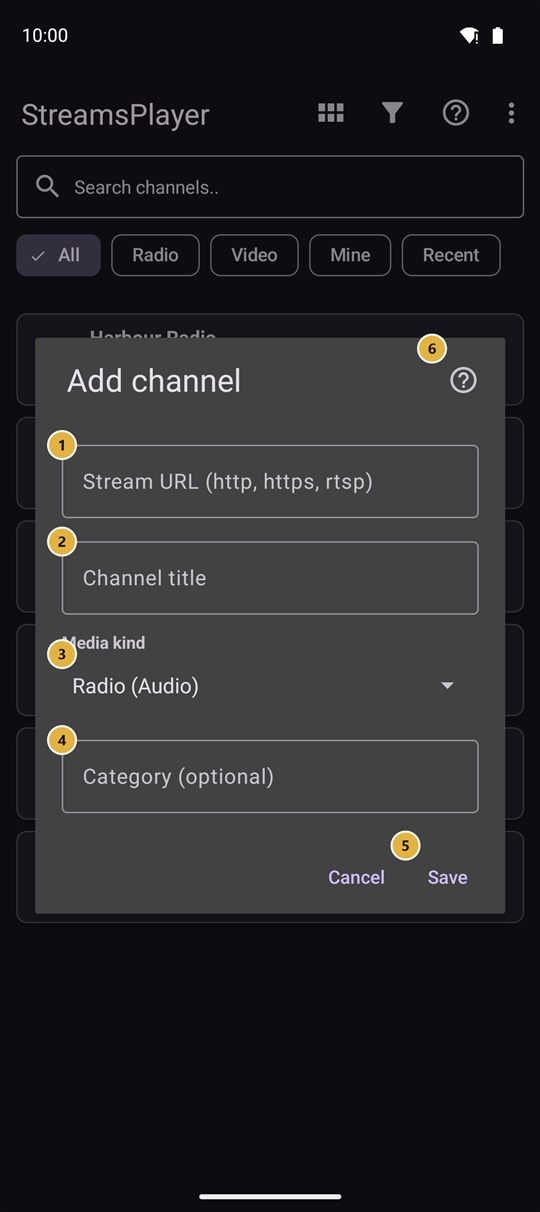 10:00
StreamsPlayer
Search channels..
All Radio Video Mine Recent
Harbour Radio
6
Add channel
1
Stream URL (http, https, rtsp)
2
Channel title
Media kind
3
Radio (Audio)
4
Category (optional)
5
Cancel Save